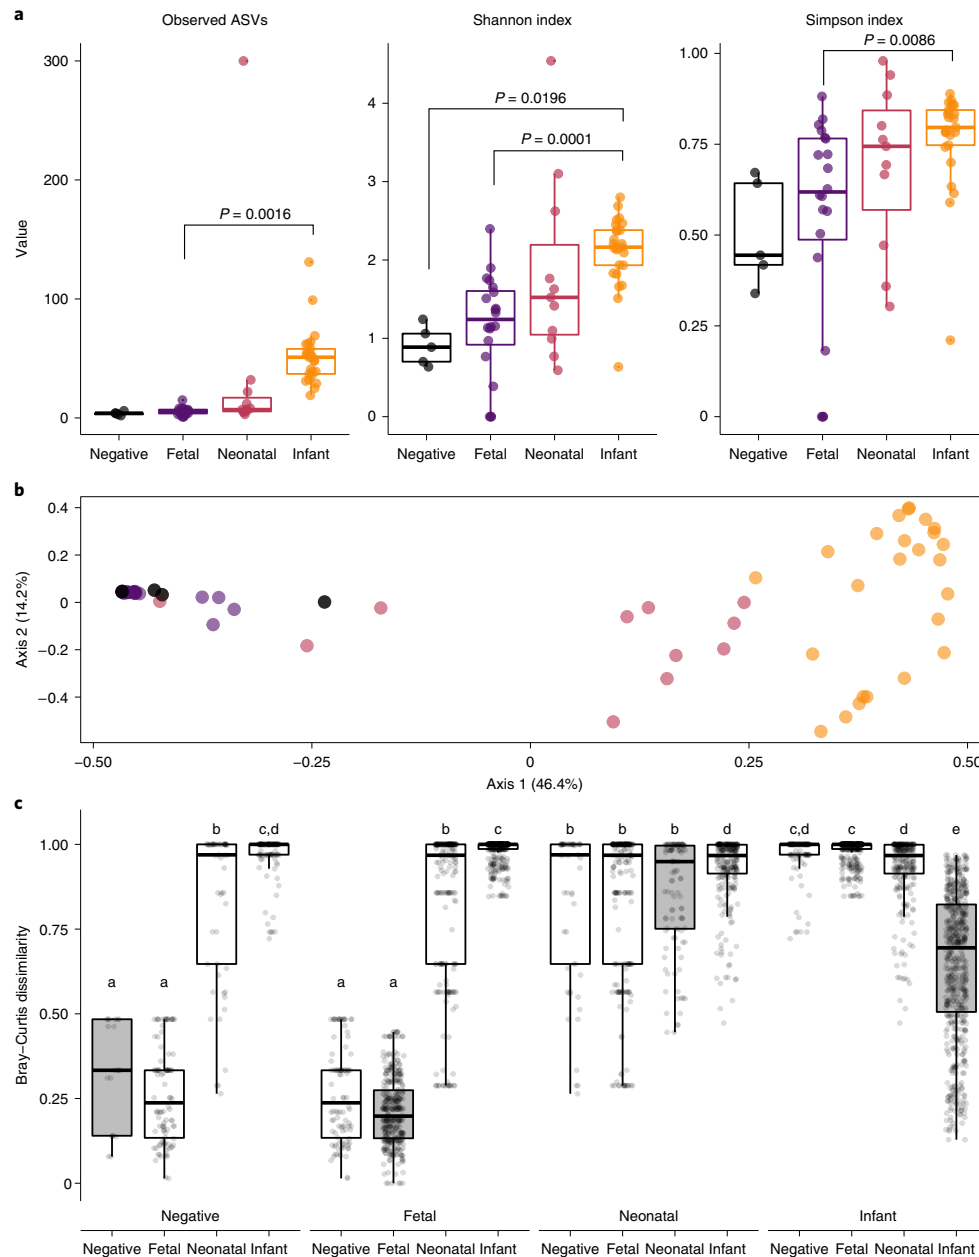 a
Observed ASVs
Shannon index
Simpson index
Value
300
200
100
0
P = 0.0016
Negative Fetal Neonatal Infant
4
3
2
1
0
P = 0.0196
P = 0.0001
Negative Fetal Neonatal Infant
1.00
0.75
0.50
0.25
0
P = 0.0086
Negative Fetal Neonatal Infant
b
Axis 2 (14.2%)
0.4
0.2
0
−0.2
−0.4
−0.50 −0.25 0 0.25 0.50
Axis 1 (46.4%)
c
Bray–Curtis dissimilarity
1.00
0.75
0.50
0.25
0
a a b c,d
a a b c
b b b d
c,d c d e
Negative Fetal Neonatal Infant
Negative Fetal Neonatal Infant Negative Fetal Neonatal Infant Negative Fetal Neonatal Infant Negative Fetal Neonatal Infant